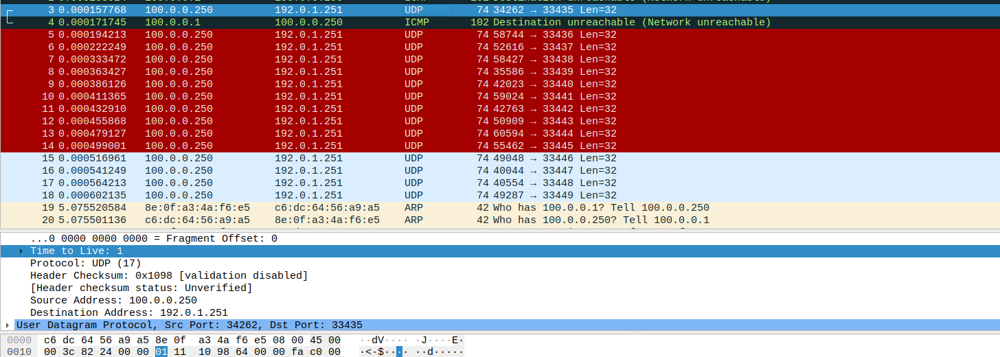 3 0.000157768 100.0.0.250 192.0.1.251 UDP 74 34262 → 33435 Len=32
4 0.000171745 100.0.0.1 100.0.0.250 ICMP 102 Destination unreachable (Network unreachable)
5 0.000194213 100.0.0.250 192.0.1.251 UDP 74 58744 → 33436 Len=32
6 0.000222249 100.0.0.250 192.0.1.251 UDP 74 52616 → 33437 Len=32
7 0.000333472 100.0.0.250 192.0.1.251 UDP 74 58427 → 33438 Len=32
8 0.000363427 100.0.0.250 192.0.1.251 UDP 74 35586 → 33439 Len=32
9 0.000386126 100.0.0.250 192.0.1.251 UDP 74 42023 → 33440 Len=32
10 0.000411365 100.0.0.250 192.0.1.251 UDP 74 59024 → 33441 Len=32
11 0.000432910 100.0.0.250 192.0.1.251 UDP 74 42763 → 33442 Len=32
12 0.000455868 100.0.0.250 192.0.1.251 UDP 74 50909 → 33443 Len=32
13 0.000479127 100.0.0.250 192.0.1.251 UDP 74 60594 → 33444 Len=32
14 0.000499001 100.0.0.250 192.0.1.251 UDP 74 55462 → 33445 Len=32
15 0.000516961 100.0.0.250 192.0.1.251 UDP 74 49048 → 33446 Len=32
16 0.000541249 100.0.0.250 192.0.1.251 UDP 74 40044 → 33447 Len=32
17 0.000564213 100.0.0.250 192.0.1.251 UDP 74 40554 → 33448 Len=32
18 0.000602135 100.0.0.250 192.0.1.251 UDP 74 49287 → 33449 Len=32
19 5.075520584 8e:0f:a3:4a:f6:e5 c6:dc:64:56:a9:a5 ARP 42 Who has 100.0.0.1? Tell 100.0.0.250
20 5.075501136 c6:dc:64:56:a9:a5 8e:0f:a3:4a:f6:e5 ARP 42 Who has 100.0.0.250? Tell 100.0.0.1
...0 0000 0000 0000 = Fragment Offset: 0
Time to Live: 1
Protocol: UDP (17)
Header Checksum: 0x1098 [validation disabled]
[Header checksum status: Unverified]
Source Address: 100.0.0.250
Destination Address: 192.0.1.251
User Datagram Protocol, Src Port: 34262, Dst Port: 33435
0000 c6 dc 64 56 a9 a5 8e 0f a3 4a f6 e5 08 00 45 00 ··dV···· ·J····E·
0010 00 3c 82 24 00 00 01 11 10 98 64 00 00 fa c0 00 ·<·$···· ··d·····